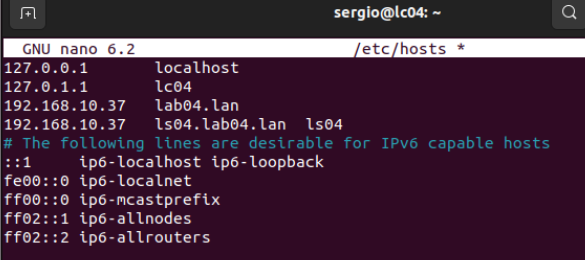 sergio@lc04: ~
GNU nano 6.2 /etc/hosts *
127.0.0.1 localhost
127.0.1.1 lc04
192.168.10.37 lab04.lan
192.168.10.37 ls04.lab04.lan ls04
# The following lines are desirable for IPv6 capable hosts
::1 ip6-localhost ip6-loopback
fe00::0 ip6-localnet
ff00::0 ip6-mcastprefix
ff02::1 ip6-allnodes
ff02::2 ip6-allrouters